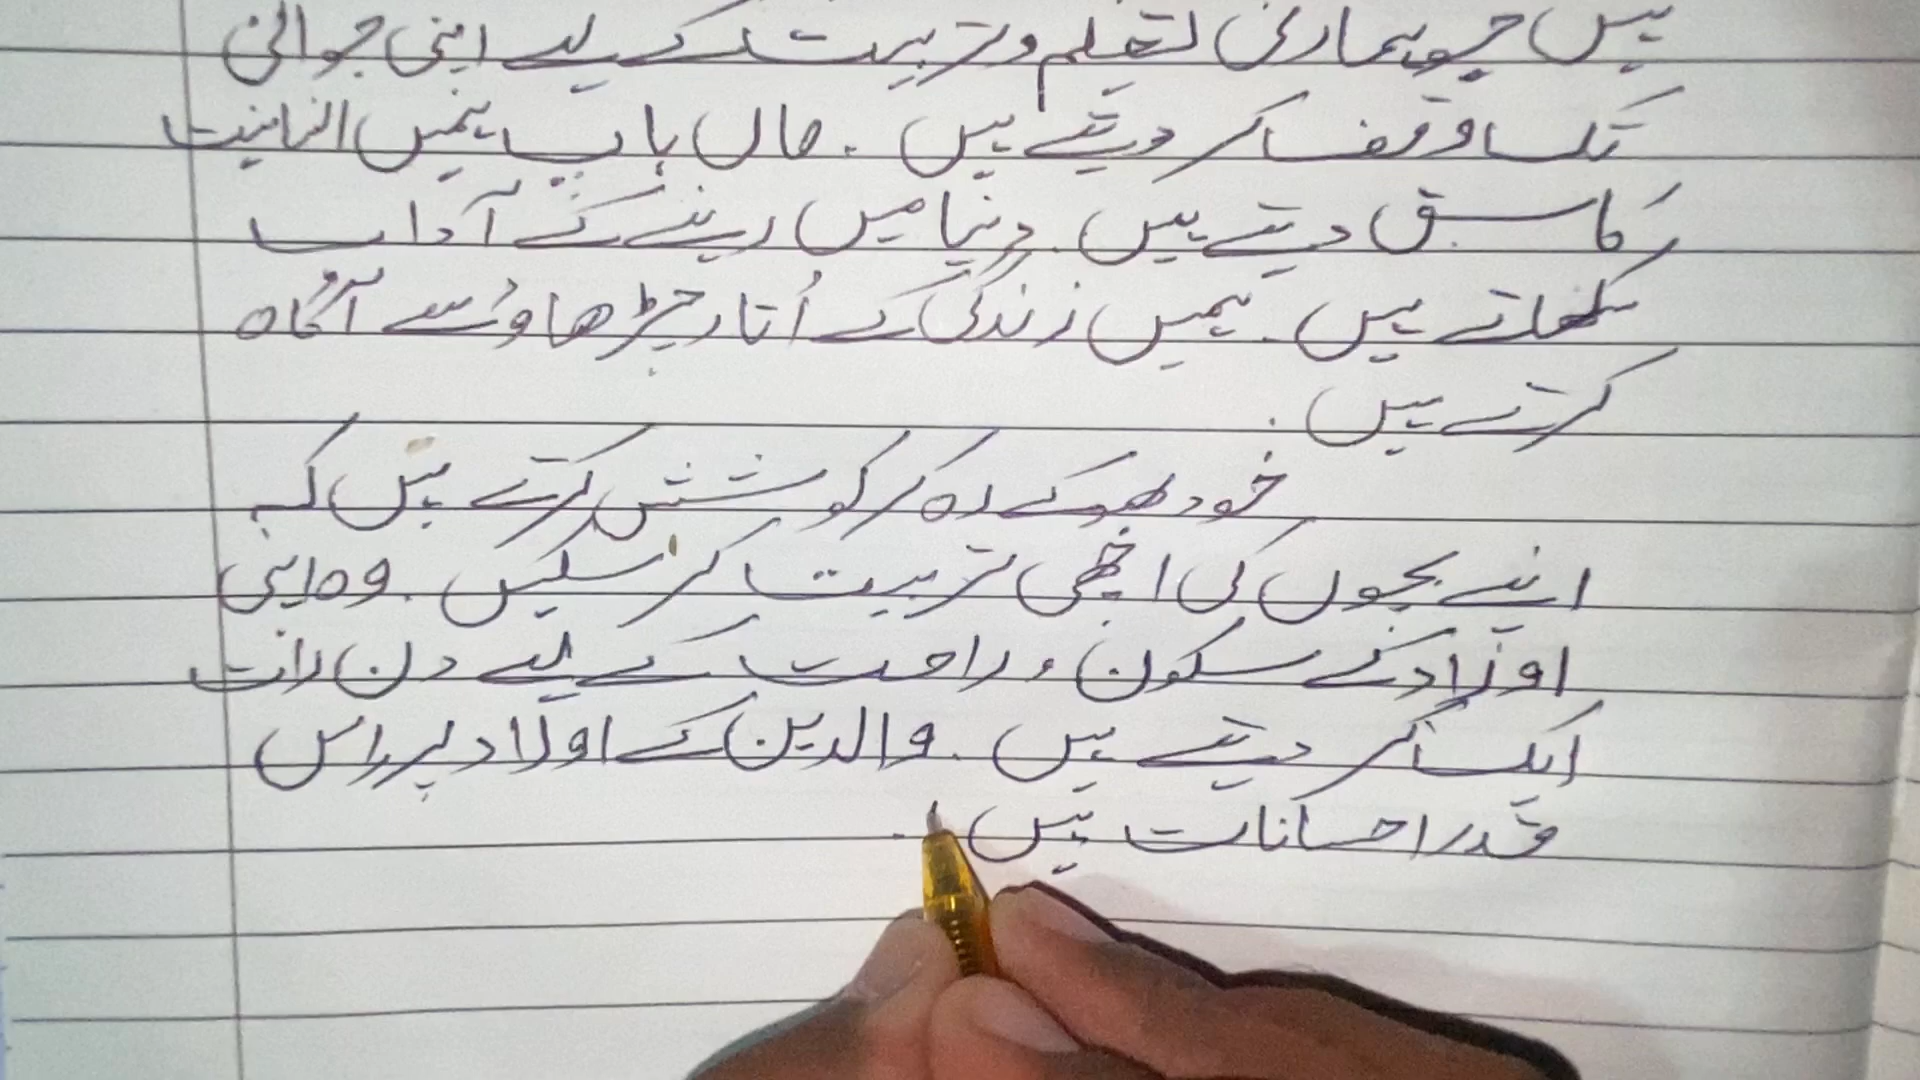 ہیں جو ہماری تعلیم و تربیت کے لیے اپنی جوانی
تک وقف کر دیتے ہیں ۔ ماں باپ ہمیں انسانیت
کا سبق دیتے ہیں ۔ دنیا میں رہنے کے آداب
سکھاتے ہیں ۔ ہمیں زندگی کے اُتار چڑھاؤ سے آگاہ
کرتے ہیں ۔
خود بھوکے رہ کر کوشش کرتے ہیں کہ
اپنے بچوں کی اچھی تربیت کر سکیں ۔ وہ اپنی
اولاد کے سکون و راحت کے لیے دن رات
ایک کر دیتے ہیں ۔ والدین کے اولاد پر اس
قدر احسانات ہیں ۔